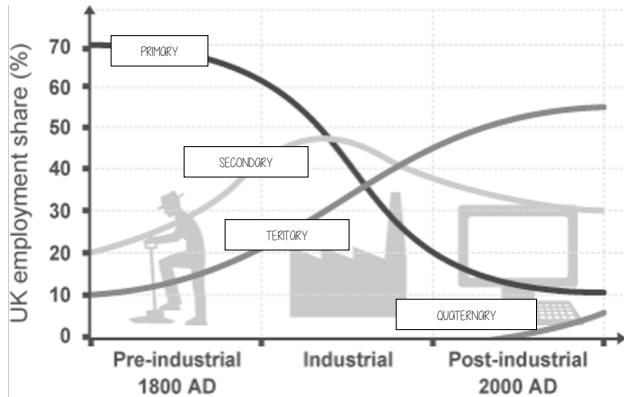 UK employment share (%)
70
60
50
40
30
20
10
0
PRIMARY
SECONDARY
TERITARY
QUATERNARY
Pre-industrial
1800 AD
Industrial
Post-industrial
2000 AD